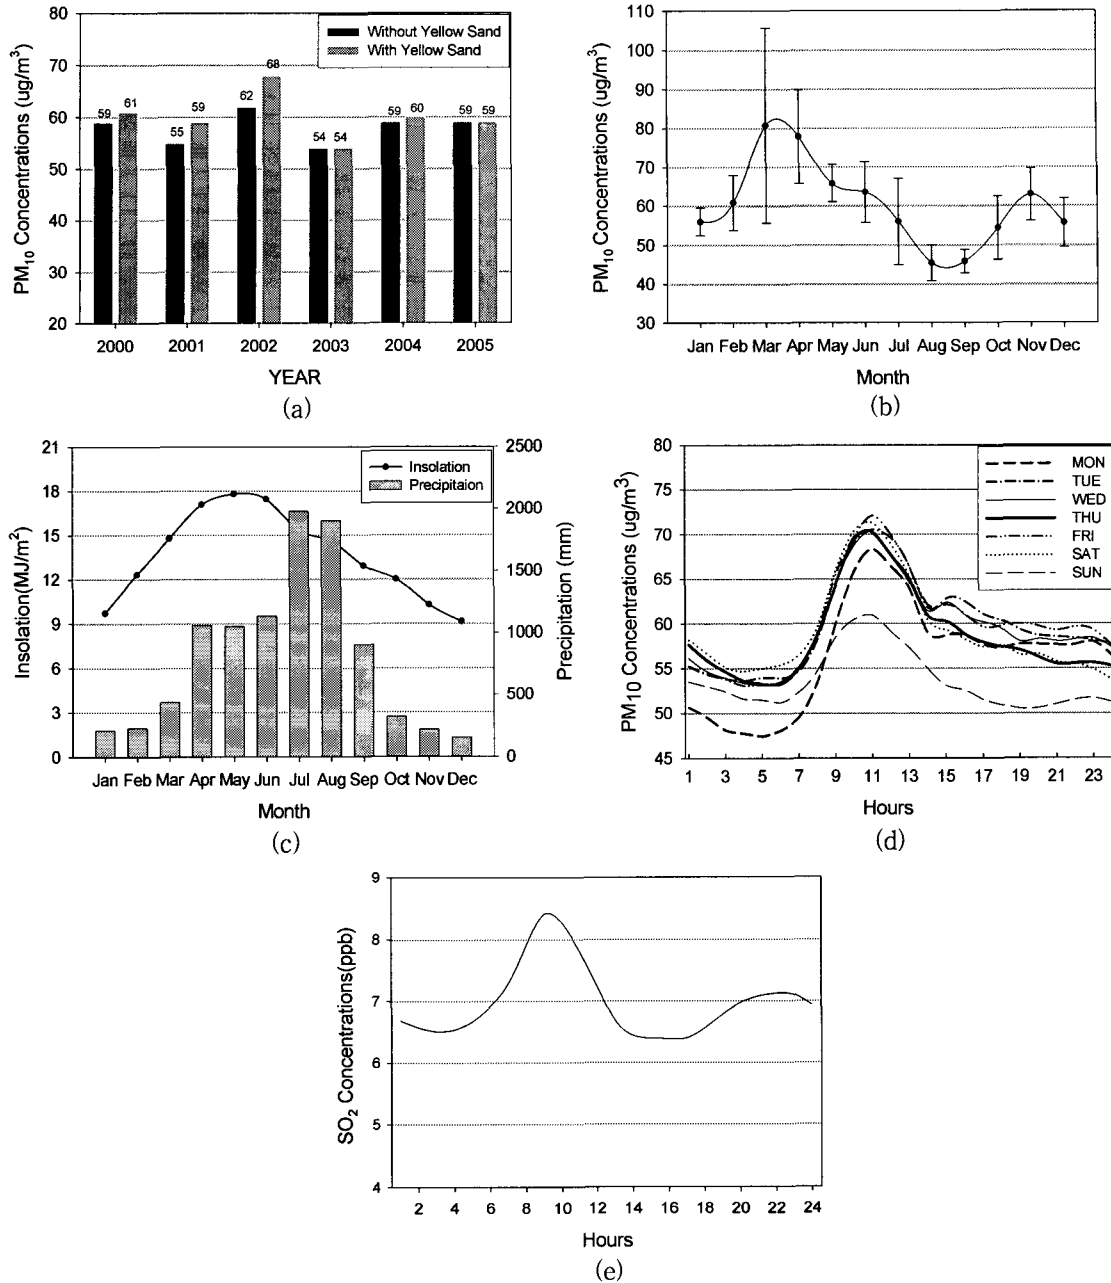 80
70
60
50
40
30
20
PM10 Concentrations (ug/m3)
Without Yellow Sand
With Yellow Sand
59 61
55 59
62 68
54 54
59 60
59 59
2000 2001 2002 2003 2004 2005
YEAR
(a)
110
100
90
80
70
60
50
40
30
PM10 Concentrations (ug/m3)
Jan Feb Mar Apr May Jun Jul Aug Sep Oct Nov Dec
Month
(b)
21
18
15
12
9
6
3
0
Insolation(MJ/m2)
Insolation
Precipitaion
2500
2000
1500
1000
500
0
Precipitation (mm)
Jan Feb Mar Apr May Jun Jul Aug Sep Oct Nov Dec
Month
(c)
80
75
70
65
60
55
50
45
PM10 Concentrations (ug/m3)
MON
TUE
WED
THU
FRI
SAT
SUN
1 3 5 7 9 11 13 15 17 19 21 23
Hours
(d)
9
8
7
6
5
4
SO2 Concentrations(ppb)
2 4 6 8 10 12 14 16 18 20 22 24
Hours
(e)